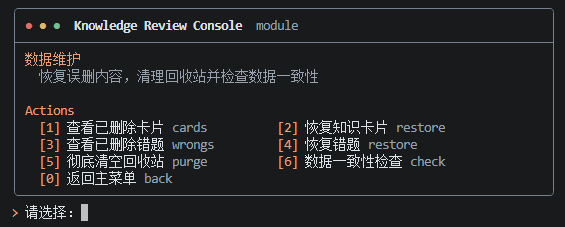 Knowledge Review Console module
数据维护
恢复误删内容，清理回收站并检查数据一致性
Actions
[1] 查看已删除卡片 cards [2] 恢复知识卡片 restore
[3] 查看已删除错题 wrongs [4] 恢复错题 restore
[5] 彻底清空回收站 purge [6] 数据一致性检查 check
[0] 返回主菜单 back
> 请选择：